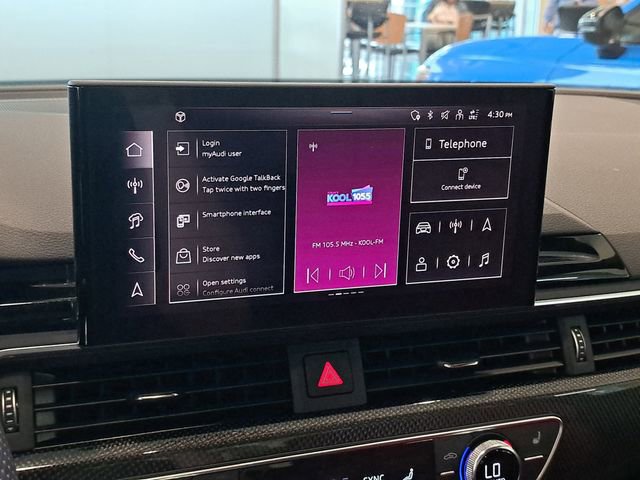 4:30 PM
Login
myAudi user
Activate Google TalkBack
Tap twice with two fingers
Smartphone interface
Store
Discover new apps
Open settings
Configure Audi connect
KOOL 105.5
FM 105.5 MHz - KOOL-FM
Telephone
Connect device
SYNC
LO